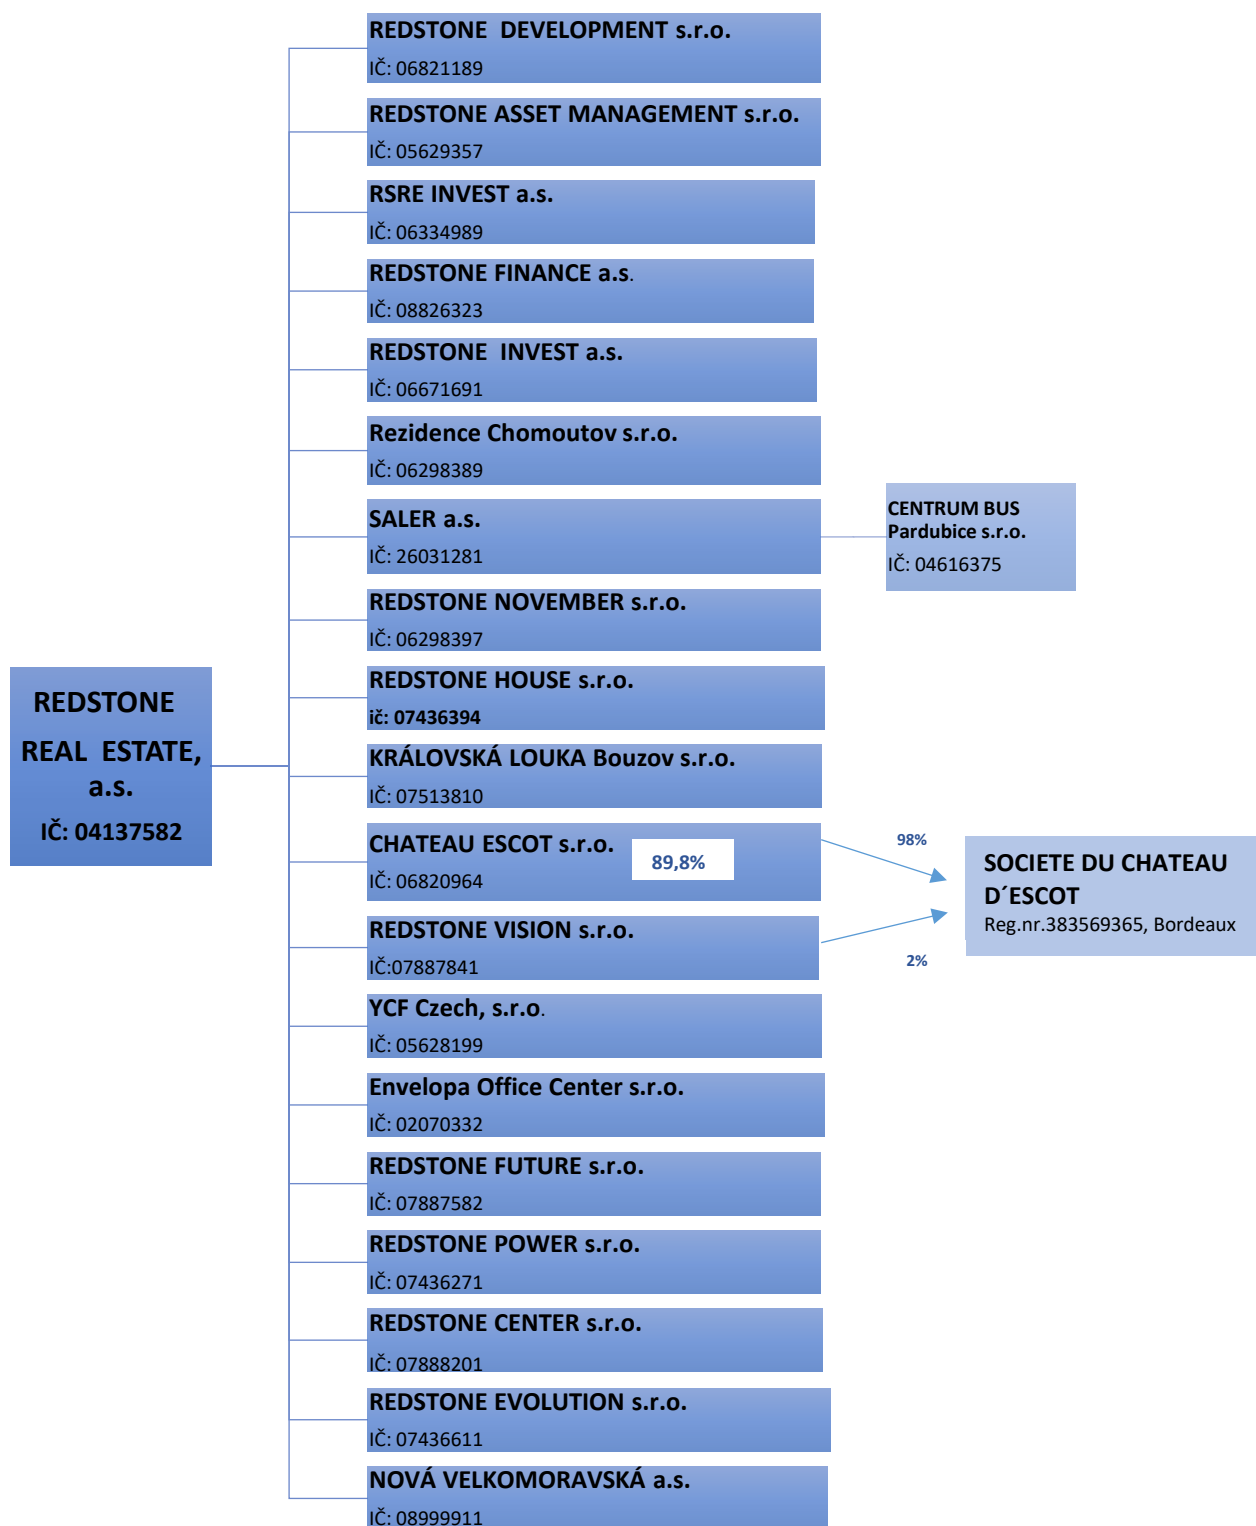 REDSTONE  DEVELOPMENT s.r.o.
IČ: 06821189
REDSTONE ASSET MANAGEMENT s.r.o.
IČ: 05629357
RSRE INVEST a.s.
IČ: 06334989
REDSTONE FINANCE a.s.
IČ: 08826323
REDSTONE  INVEST a.s.
IČ: 06671691
Rezidence Chomoutov s.r.o.
IČ: 06298389
SALER a.s.
IČ: 26031281
CENTRUM BUS
Pardubice s.r.o.
IČ: 04616375
REDSTONE NOVEMBER s.r.o.
IČ: 06298397
REDSTONE HOUSE s.r.o.
ič: 07436394
REDSTONE
REAL  ESTATE,
a.s.
IČ: 04137582
KRÁLOVSKÁ LOUKA Bouzov s.r.o.
IČ: 07513810
CHATEAU ESCOT s.r.o.
IČ: 06820964
89,8%
98%
SOCIETE DU CHATEAU
D´ESCOT
Reg.nr.383569365, Bordeaux
REDSTONE VISION s.r.o.
IČ:07887841
2%
YCF Czech, s.r.o.
IČ: 05628199
Envelopa Office Center s.r.o.
IČ: 02070332
REDSTONE FUTURE s.r.o.
IČ: 07887582
REDSTONE POWER s.r.o.
IČ: 07436271
REDSTONE CENTER s.r.o.
IČ: 07888201
REDSTONE EVOLUTION s.r.o.
IČ: 07436611
NOVÁ VELKOMORAVSKÁ a.s.
IČ: 08999911